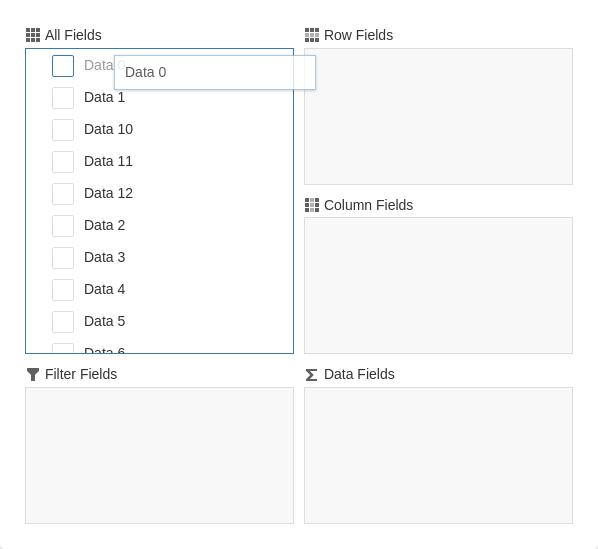 All Fields
Data 0
Data 0
Data 1
Data 10
Data 11
Data 12
Data 2
Data 3
Data 4
Data 5
Data 6
Row Fields
Column Fields
Filter Fields
Data Fields